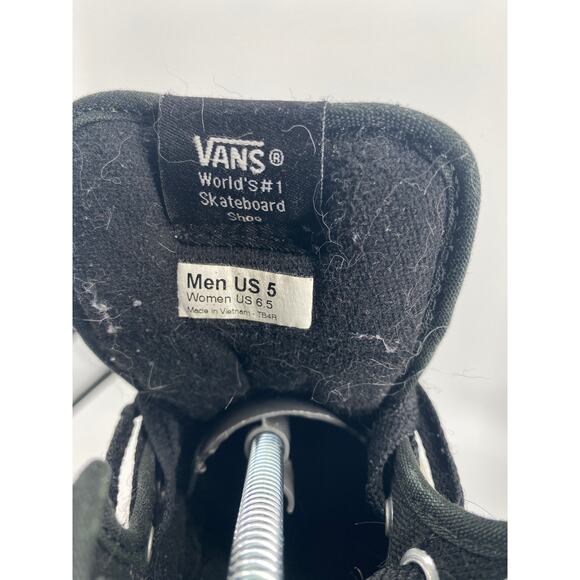 VANS®
World's#1
Skateboard
Shoe
Men US 5
Women US 6.5
Made in Vietnam - TB4R